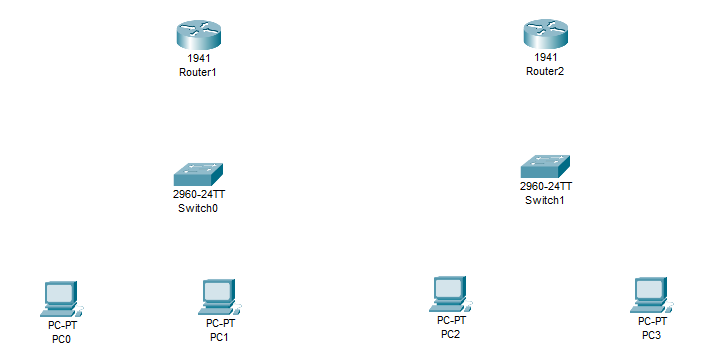 1941
Router1
1941
Router2
2960-24TT
Switch0
2960-24TT
Switch1
PC-PT
PC0
PC-PT
PC1
PC-PT
PC2
PC-PT
PC3